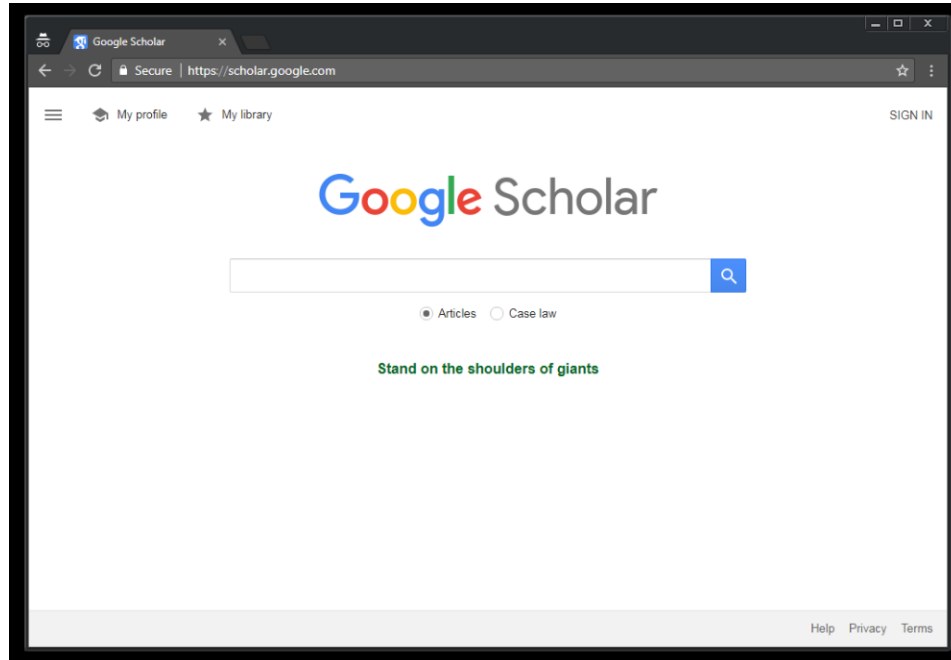 Google Scholar
Secure | https://scholar.google.com
My profile My library SIGN IN
Google Scholar
Articles Case law
Stand on the shoulders of giants
Help Privacy Terms